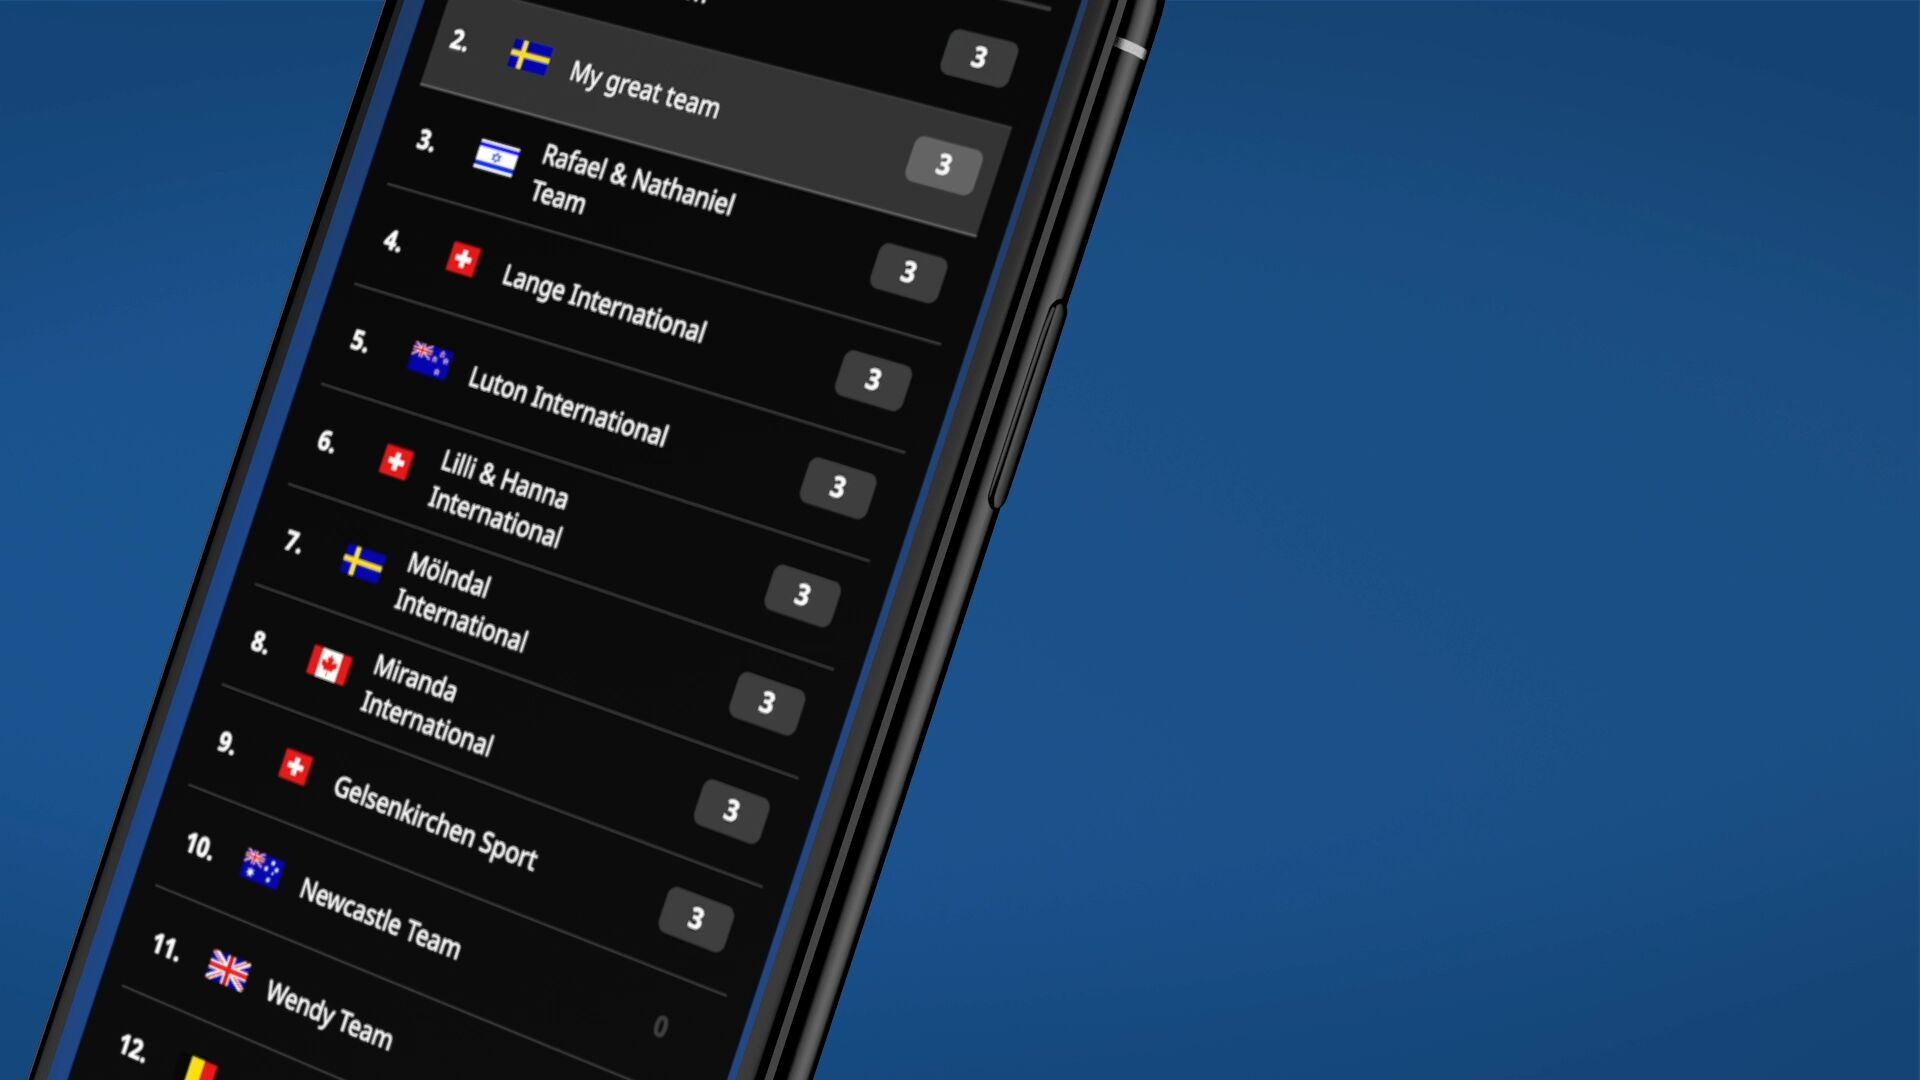 3
2. My great team 3
3. Rafael & Nathaniel
Team 3
4. Lange International 3
5. Luton International 3
6. Lilli & Hanna
International 3
7. Mölndal
International 3
8. Miranda
International 3
9. Gelsenkirchen Sport 3
10. Newcastle Team 0
11. Wendy Team
12.